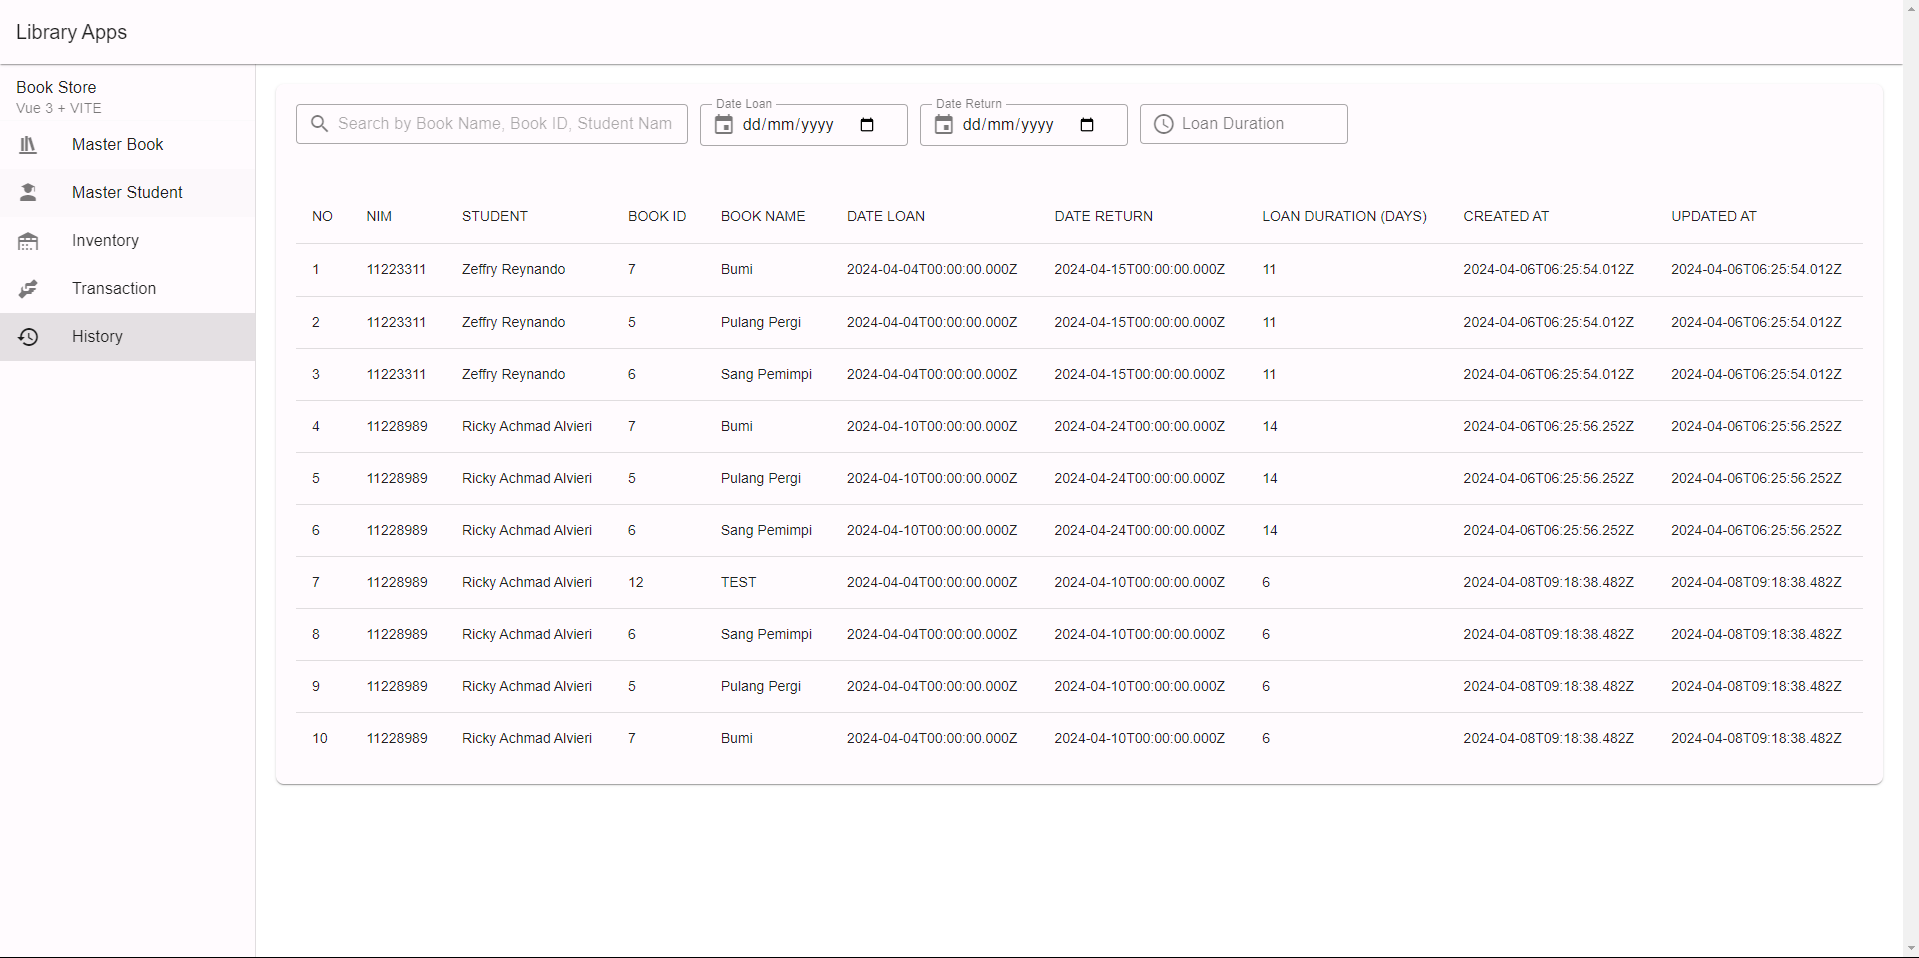 Library Apps
Book Store
Vue 3 + VITE
Master Book
Master Student
Inventory
Transaction
History
Search by Book Name, Book ID, Student Nam
Date Loan
dd/mm/yyyy
Date Return
dd/mm/yyyy
Loan Duration
NO NIM STUDENT BOOK ID BOOK NAME DATE LOAN DATE RETURN LOAN DURATION (DAYS) CREATED AT UPDATED AT
1 11223311 Zeffry Reynando 7 Bumi 2024-04-04T00:00:00.000Z 2024-04-15T00:00:00.000Z 11 2024-04-06T06:25:54.012Z 2024-04-06T06:25:54.012Z
2 11223311 Zeffry Reynando 5 Pulang Pergi 2024-04-04T00:00:00.000Z 2024-04-15T00:00:00.000Z 11 2024-04-06T06:25:54.012Z 2024-04-06T06:25:54.012Z
3 11223311 Zeffry Reynando 6 Sang Pemimpi 2024-04-04T00:00:00.000Z 2024-04-15T00:00:00.000Z 11 2024-04-06T06:25:54.012Z 2024-04-06T06:25:54.012Z
4 11228989 Ricky Achmad Alvieri 7 Bumi 2024-04-10T00:00:00.000Z 2024-04-24T00:00:00.000Z 14 2024-04-06T06:25:56.252Z 2024-04-06T06:25:56.252Z
5 11228989 Ricky Achmad Alvieri 5 Pulang Pergi 2024-04-10T00:00:00.000Z 2024-04-24T00:00:00.000Z 14 2024-04-06T06:25:56.252Z 2024-04-06T06:25:56.252Z
6 11228989 Ricky Achmad Alvieri 6 Sang Pemimpi 2024-04-10T00:00:00.000Z 2024-04-24T00:00:00.000Z 14 2024-04-06T06:25:56.252Z 2024-04-06T06:25:56.252Z
7 11228989 Ricky Achmad Alvieri 12 TEST 2024-04-04T00:00:00.000Z 2024-04-10T00:00:00.000Z 6 2024-04-08T09:18:38.482Z 2024-04-08T09:18:38.482Z
8 11228989 Ricky Achmad Alvieri 6 Sang Pemimpi 2024-04-04T00:00:00.000Z 2024-04-10T00:00:00.000Z 6 2024-04-08T09:18:38.482Z 2024-04-08T09:18:38.482Z
9 11228989 Ricky Achmad Alvieri 5 Pulang Pergi 2024-04-04T00:00:00.000Z 2024-04-10T00:00:00.000Z 6 2024-04-08T09:18:38.482Z 2024-04-08T09:18:38.482Z
10 11228989 Ricky Achmad Alvieri 7 Bumi 2024-04-04T00:00:00.000Z 2024-04-10T00:00:00.000Z 6 2024-04-08T09:18:38.482Z 2024-04-08T09:18:38.482Z